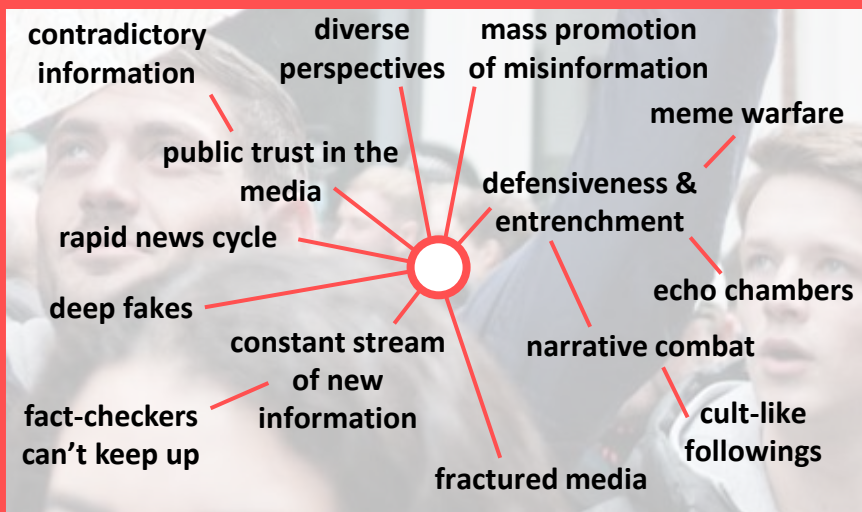 contradictory
information
diverse
perspectives
mass promotion
of misinformation
meme warfare
public trust in the
media
defensiveness &
entrenchment
rapid news cycle
echo chambers
deep fakes
constant stream
of new
information
narrative combat
fact-checkers
can’t keep up
cult-like
followings
fractured media